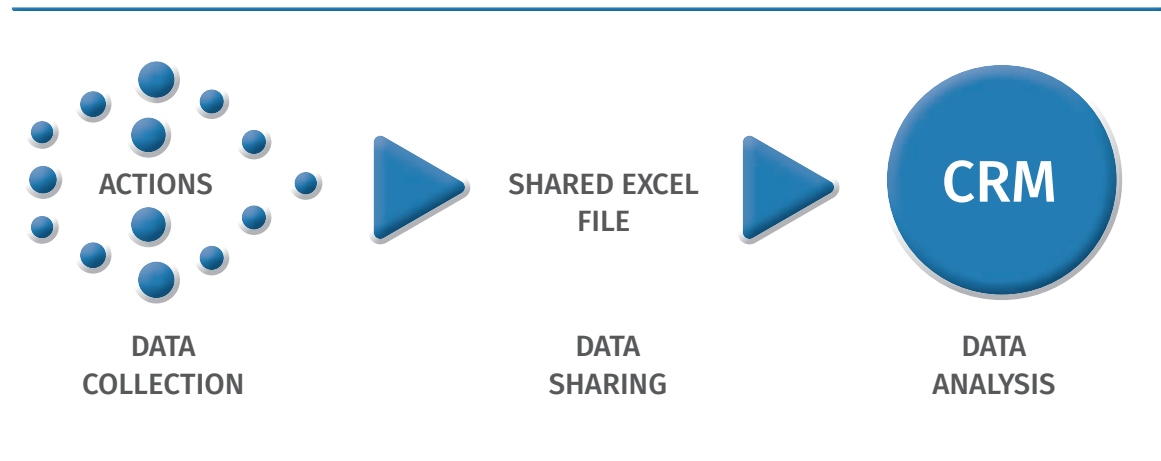 ACTIONS
SHARED EXCEL
FILE
CRM
DATA
COLLECTION
DATA
SHARING
DATA
ANALYSIS